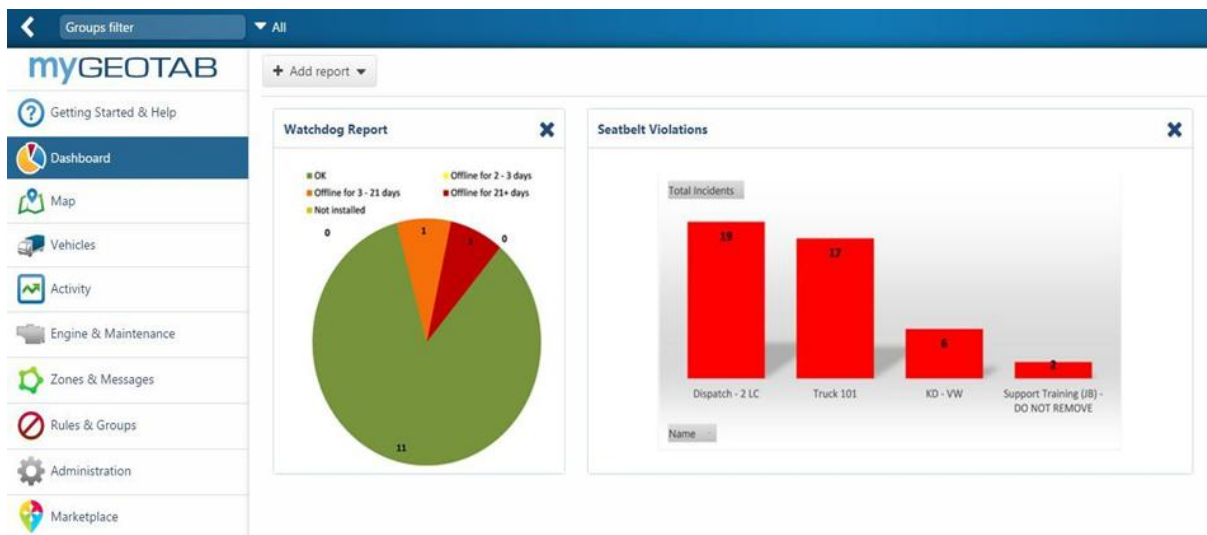 Groups filter
All
myGEOTAB
+ Add report
Getting Started & Help
Dashboard
Map
Vehicles
Activity
Engine & Maintenance
Zones & Messages
Rules & Groups
Administration
Marketplace
Watchdog Report
OK
Offline for 2 - 3 days
Offline for 3 - 21 days
Offline for 21+ days
Not installed
0
1
1
0
11
Seatbelt Violations
Total Incidents
19
17
6
2
Dispatch - 2 LC
Truck 101
KD - VW
Support Training (JB) -
DO NOT REMOVE
Name